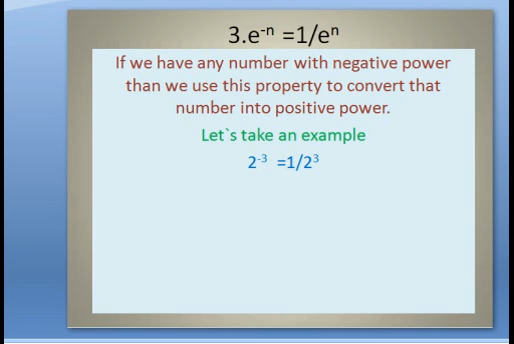 3.e⁻ⁿ =1/eⁿ
If we have any number with negative power
than we use this property to convert that
number into positive power.
Let`s take an example
2⁻³ =1/2³